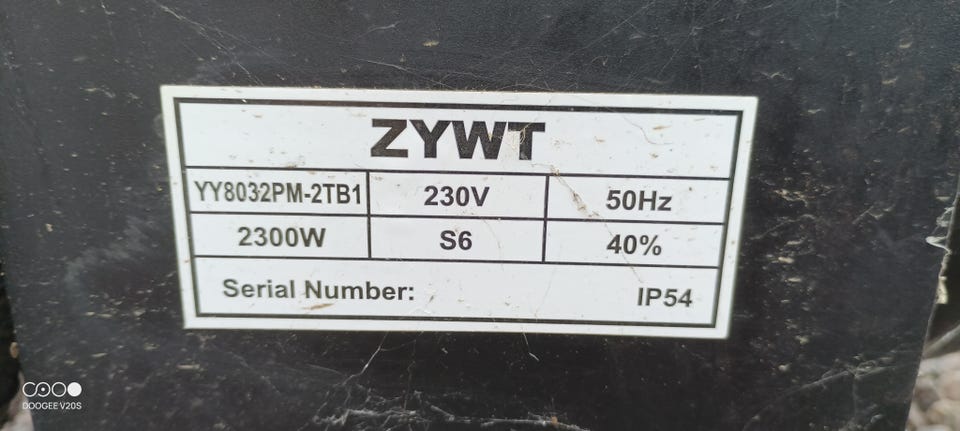 ZYWT
YY8032PM-2TB1 230V 50Hz
2300W S6 40%
Serial Number: IP54
DOOGEE V20S